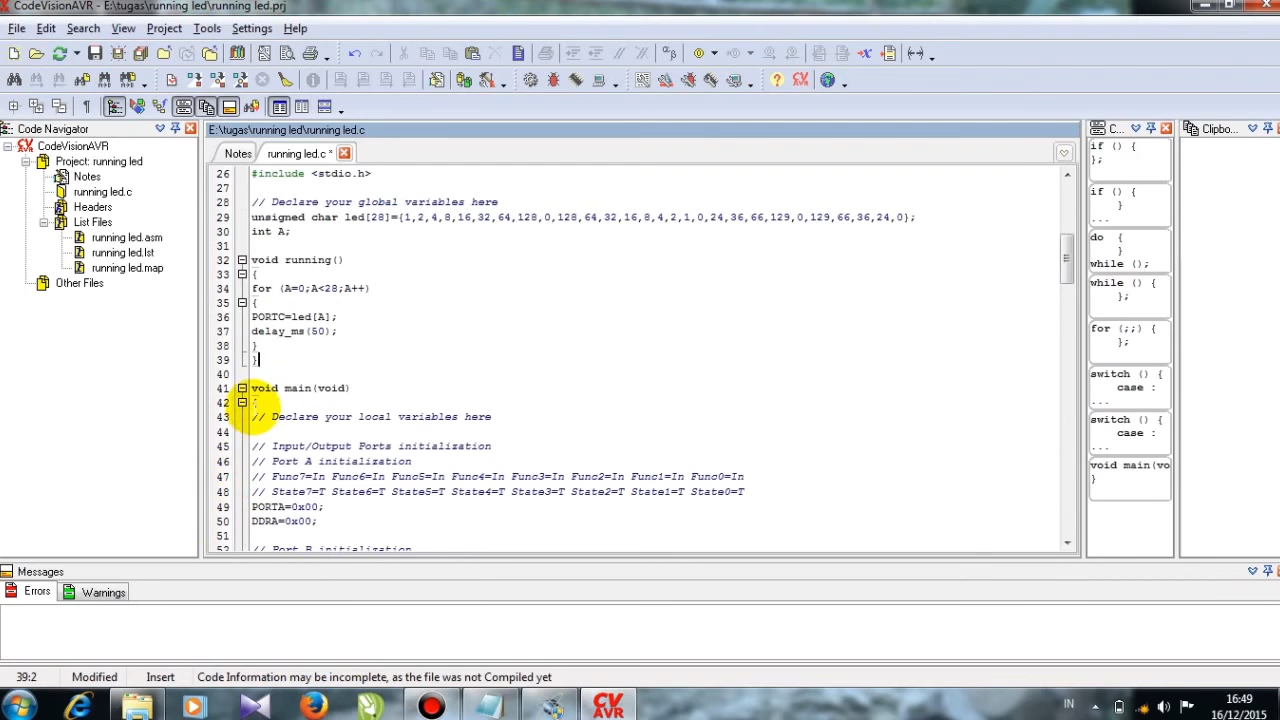 CodeVisionAVR - E:\tugas\running led\running led.prj
File Edit Search View Project Tools Settings Help
Code Navigator
CodeVisionAVR
Project: running led
Notes
running led.c
Headers
List Files
running led.asm
running led.lst
running led.map
Other Files
E:\tugas\running led\running led.c
Notes running led.c *
26 #include <stdio.h>
27
28 // Declare your global variables here
29 unsigned char led[28]={1,2,4,8,16,32,64,128,0,128,64,32,16,8,4,2,1,0,24,36,66,129,0,129,66,36,24,0};
30 int A;
31
32 void running()
33 {
34 for (A=0;A<28;A++)
35 {
36 PORTC=led[A];
37 delay_ms(50);
38 }
39 }
40
41 void main(void)
42 {
43 // Declare your local variables here
44
45 // Input/Output Ports initialization
46 // Port A initialization
47 // Func7=In Func6=In Func5=In Func4=In Func3=In Func2=In Func1=In Func0=In
48 // State7=T State6=T State5=T State4=T State3=T State2=T State1=T State0=T
49 PORTA=0x00;
50 DDRA=0x00;
51
52 // Port B initialization
C...
if () {
};
if () {
}
...
do {
}
while ();
while () {
};
for (;;) {
};
switch () {
case :
...
switch () {
case :
...
void main(vo
}
Clipbo...
Messages
Errors Warnings
39:2 Modified Insert Code Information may be incomplete, as the file was not Compiled yet
CV
AVR
IN
16:49
16/12/2015